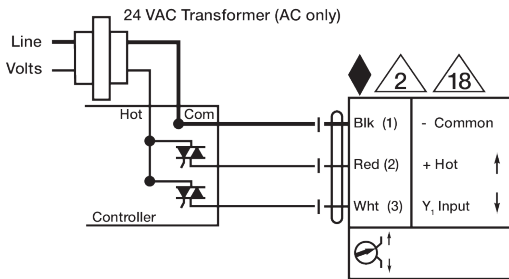 24 VAC Transformer (AC only)
Line
Volts
2
18
Hot
Com
Blk (1)
- Common
Red (2)
+ Hot
Wht (3)
Y₁ Input
Controller